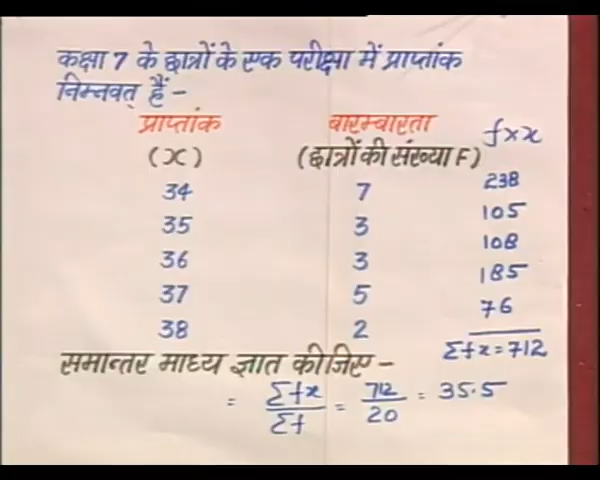 कक्षा 7 के छात्रों के एक परीक्षा में प्राप्तांक
निम्नवत् हैं -
प्राप्तांक बारम्बारता f×x
(x) (छात्रों की संख्या F)
34 7 238
35 3 105
36 3 108
37 5 185
38 2 76
Σfx = 712
समान्तर माध्य ज्ञात कीजिए -
= Σfx/Σf = 712/20 = 35.5